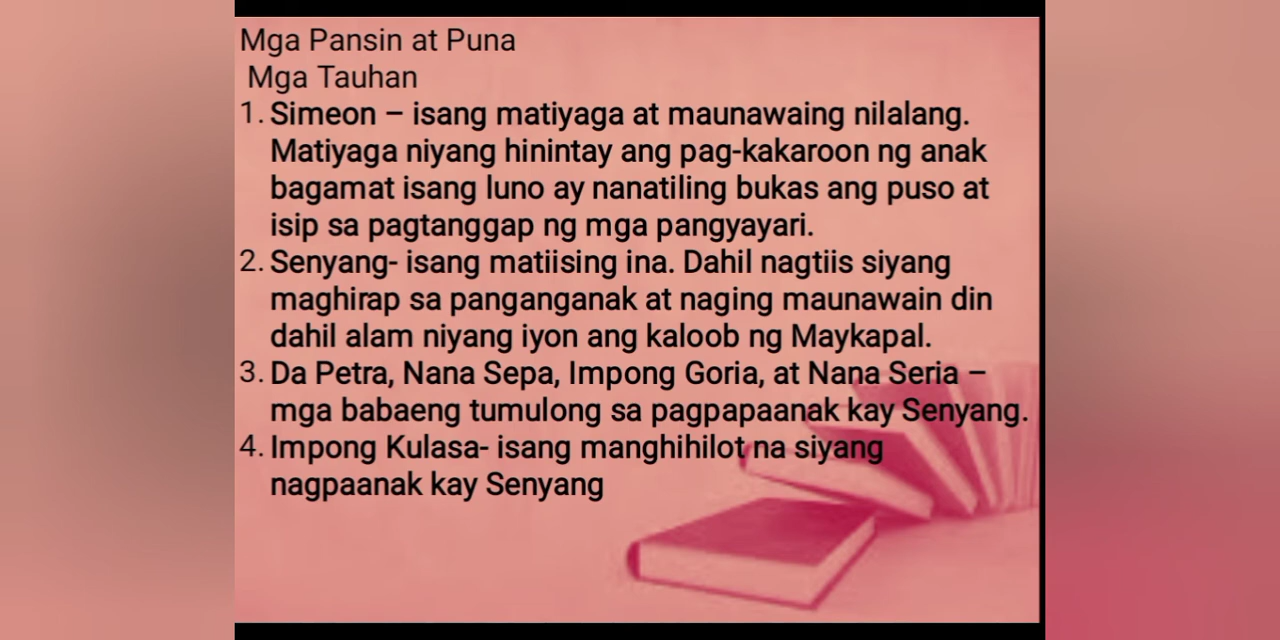 Mga Pansin at Puna
Mga Tauhan
1. Simeon – isang matiyaga at maunawaing nilalang.
Matiyaga niyang hinintay ang pag-kakaroon ng anak
bagamat isang luno ay nanatiling bukas ang puso at
isip sa pagtanggap ng mga pangyayari.
2. Senyang- isang matiising ina. Dahil nagtiis siyang
maghirap sa panganganak at naging maunawain din
dahil alam niyang iyon ang kaloob ng Maykapal.
3. Da Petra, Nana Sepa, Impong Goria, at Nana Seria –
mga babaeng tumulong sa pagpapaanak kay Senyang.
4. Impong Kulasa- isang manghihilot na siyang
nagpaanak kay Senyang